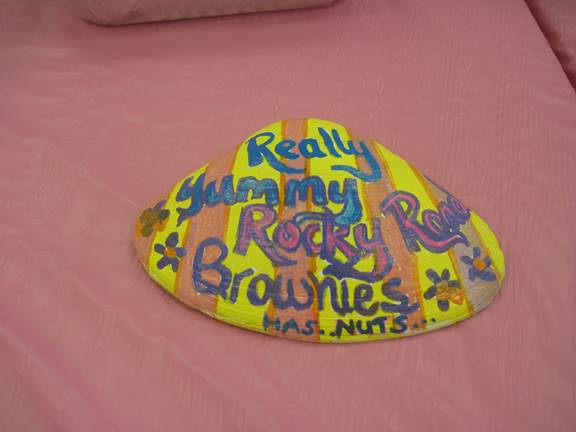 Really
Yummy
Rocky Road
Brownies
HAS..NUTS...